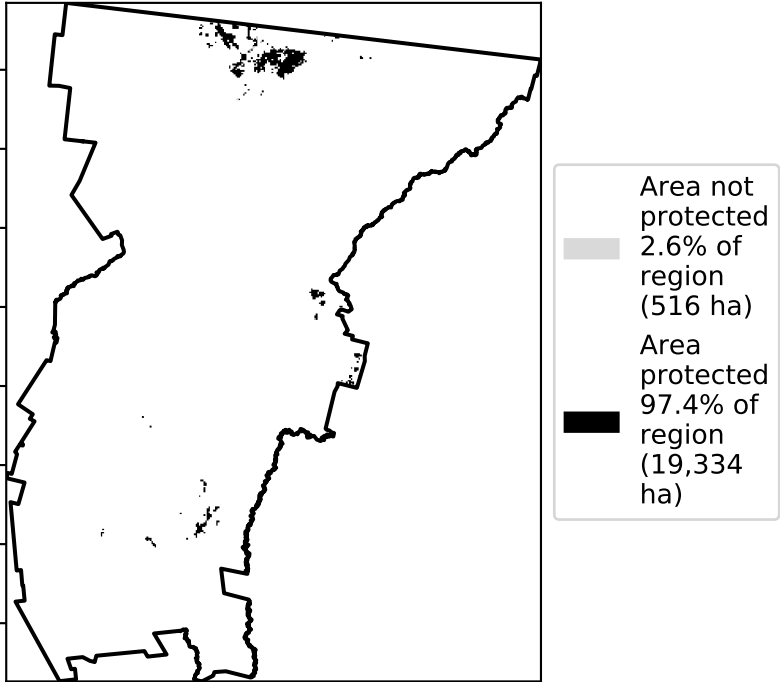 Area not
protected
2.6% of
region
(516 ha)
Area
protected
97.4% of
region
(19,334
ha)